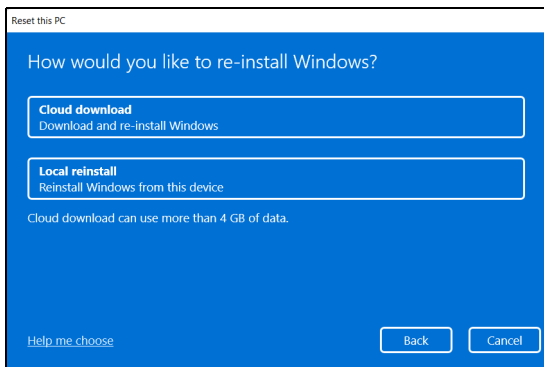 Reset this PC
How would you like to re-install Windows?
Cloud download
Download and re-install Windows
Local reinstall
Reinstall Windows from this device
Cloud download can use more than 4 GB of data.
Help me choose
Back
Cancel